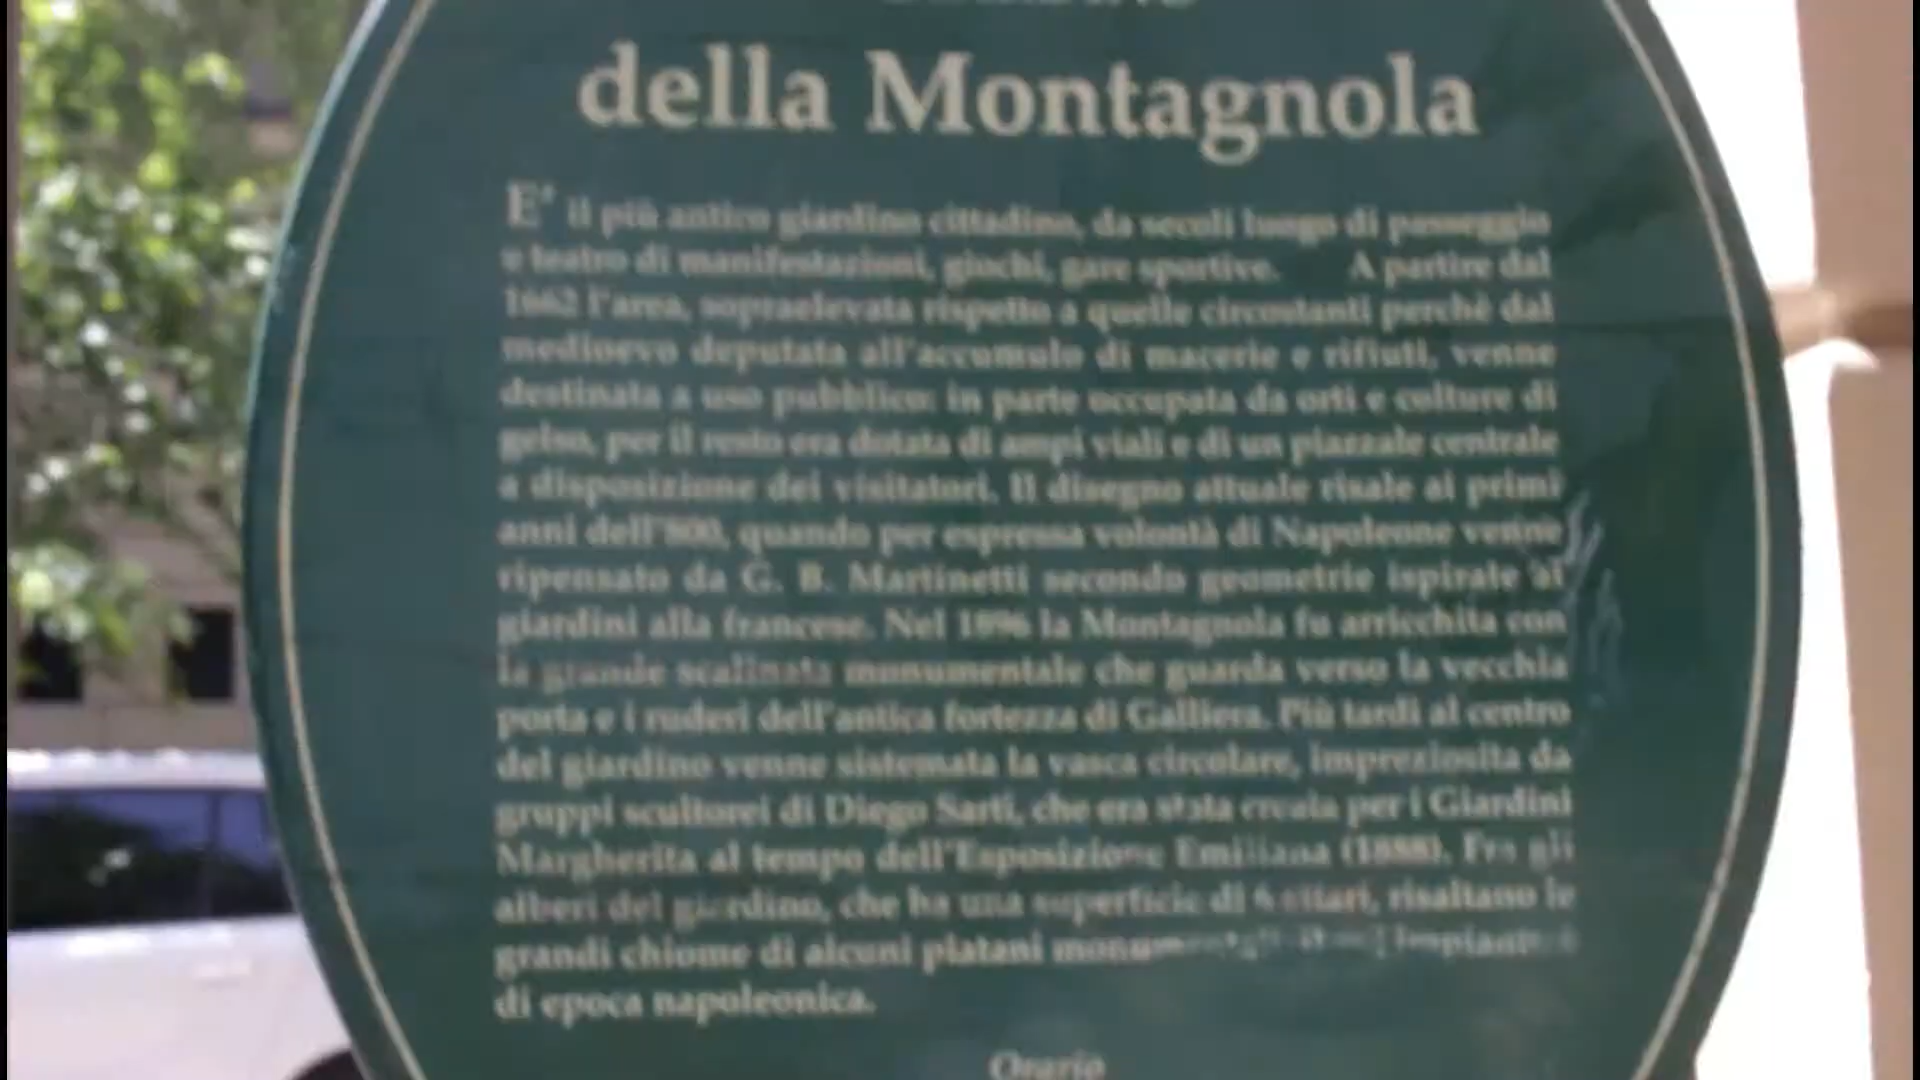 della Montagnola
E' il più antico giardino cittadino, da secoli luogo di passeggio
e teatro di manifestazioni, giochi, gare sportive. A partire dal
1662 l'area, sopraelevata rispetto a quelle circostanti perchè dal
medioevo deputata all'accumulo di macerie e rifiuti, venne
destinata a uso pubblico: in parte occupata da orti e colture di
gelso, per il resto era dotata di ampi viali e di un piazzale centrale
a disposizione dei visitatori. Il disegno attuale risale ai primi
anni dell'800, quando per espressa volontà di Napoleone venne
ripensato da G. B. Martinetti secondo geometrie ispirate ai
giardini alla francese. Nel 1896 la Montagnola fu arricchita con
la grande scalinata monumentale che guarda verso la vecchia
porta e i ruderi dell'antica fortezza di Galliera. Più tardi al centro
del giardino venne sistemata la vasca circolare, impreziosita da
gruppi scultorei di Diego Sarti, che era stata creata per i Giardini
Margherita al tempo dell'Esposizione Emiliana (1888). Fra gli
alberi del giardino, che ha una superficie di 6 ettari, risaltano le
grandi chiome di alcuni platani
di epoca napoleonica.
Orario